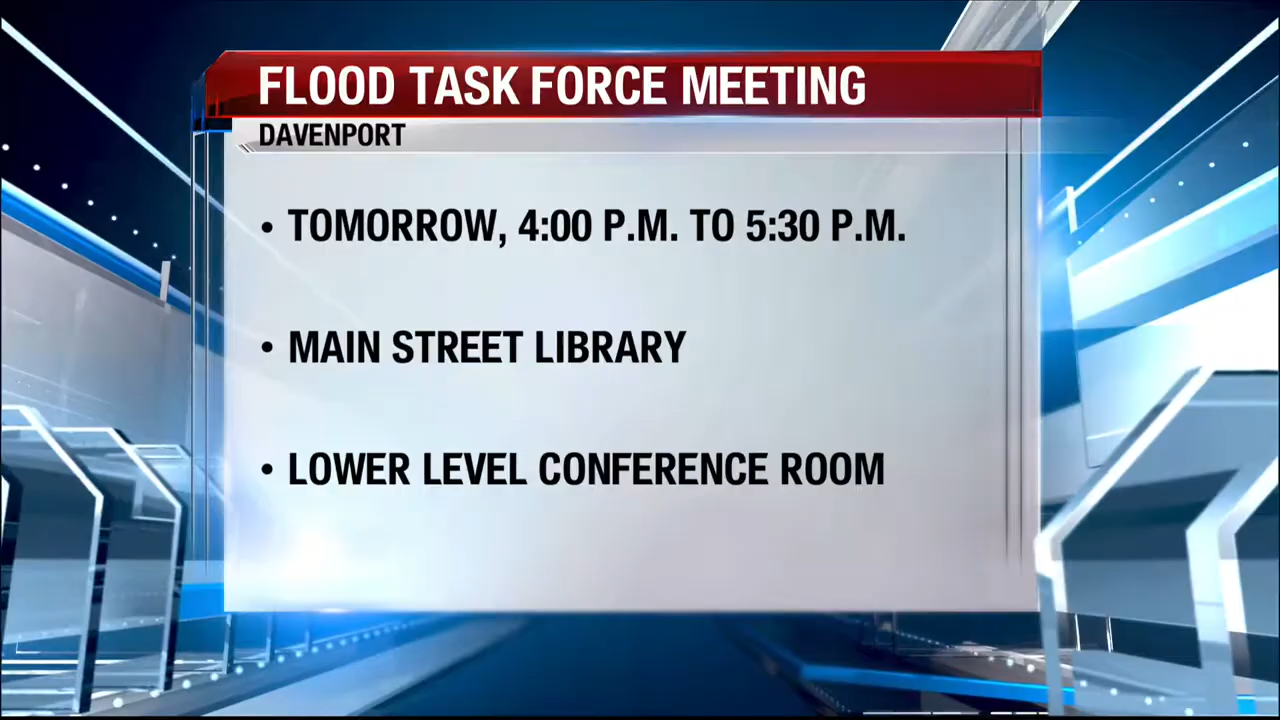 FLOOD TASK FORCE MEETING
DAVENPORT
• TOMORROW, 4:00 P.M. TO 5:30 P.M.
• MAIN STREET LIBRARY
• LOWER LEVEL CONFERENCE ROOM